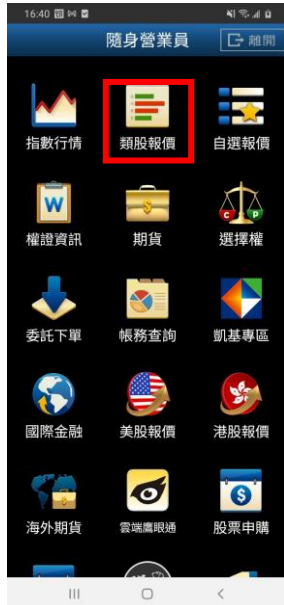 16:40
隨身營業員
離開
指數行情 類股報價 自選報價
W
權證資訊 期貨 選擇權
S
C P
委託下單 帳務查詢 凱基專區
國際金融 美股報價 港股報價
$
海外期貨 雲端鷹眼通 股票申購